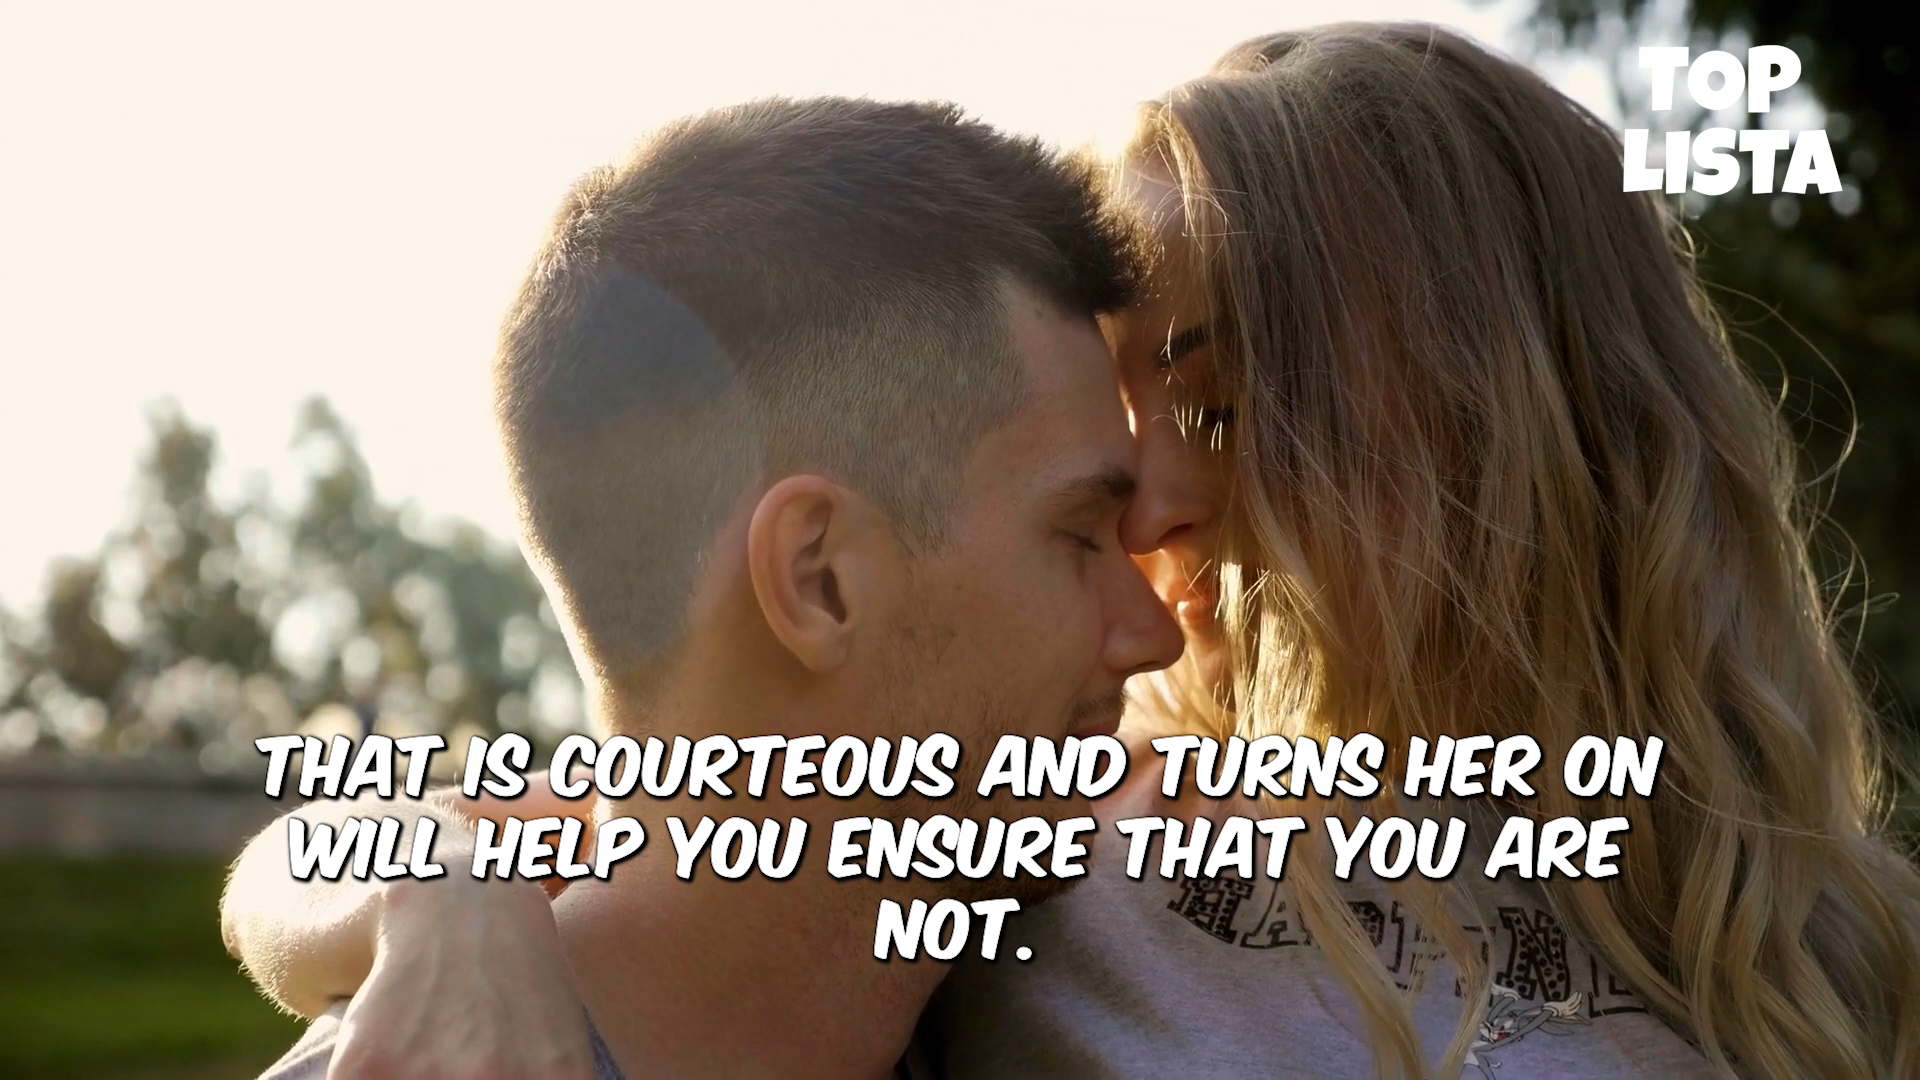 TOP
LISTA
THAT IS COURTEOUS AND TURNS HER ON
WILL HELP YOU ENSURE THAT YOU ARE
NOT.